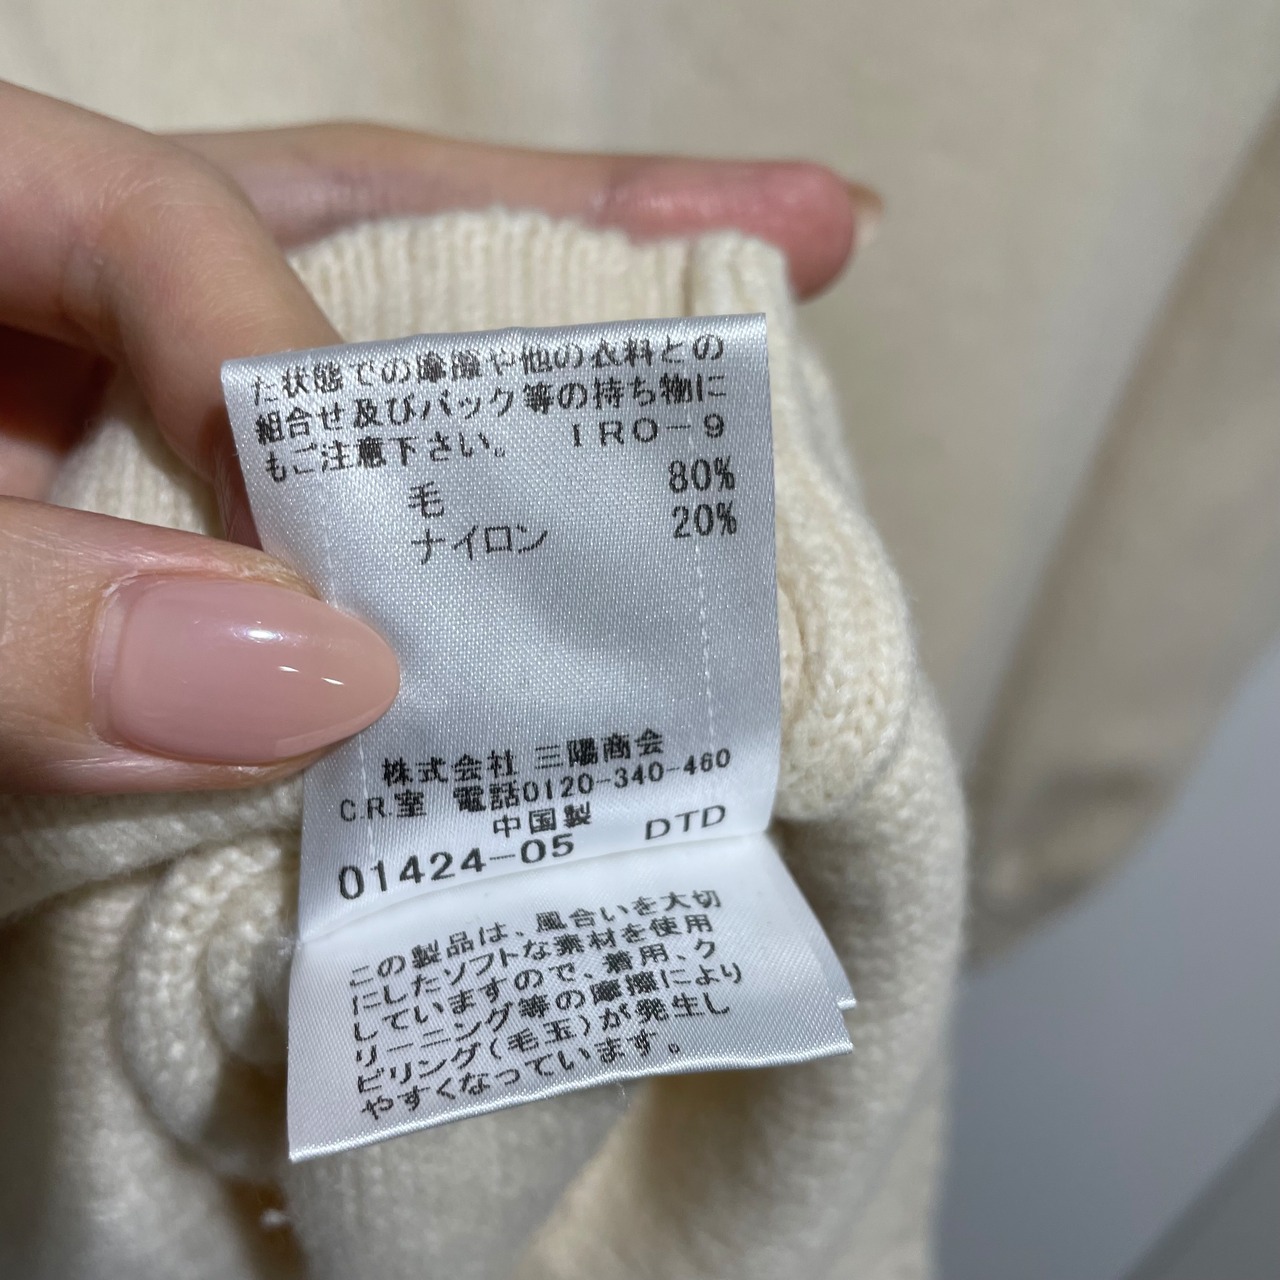 た状態での摩擦や他の衣料との
組合せ及びバック等の持ち物に
もご注意下さい。 IRO-9
毛 80%
ナイロン 20%
株式会社 三陽商会
C.R.室 電話0120-340-460
中国製
01424-05 DTD
この製品は、風合いを大切
にしたソフトな素材を使用
していますので、着用、ク
リーニング等の摩擦により
ピリング(毛玉)が発生し
やすくなっています。